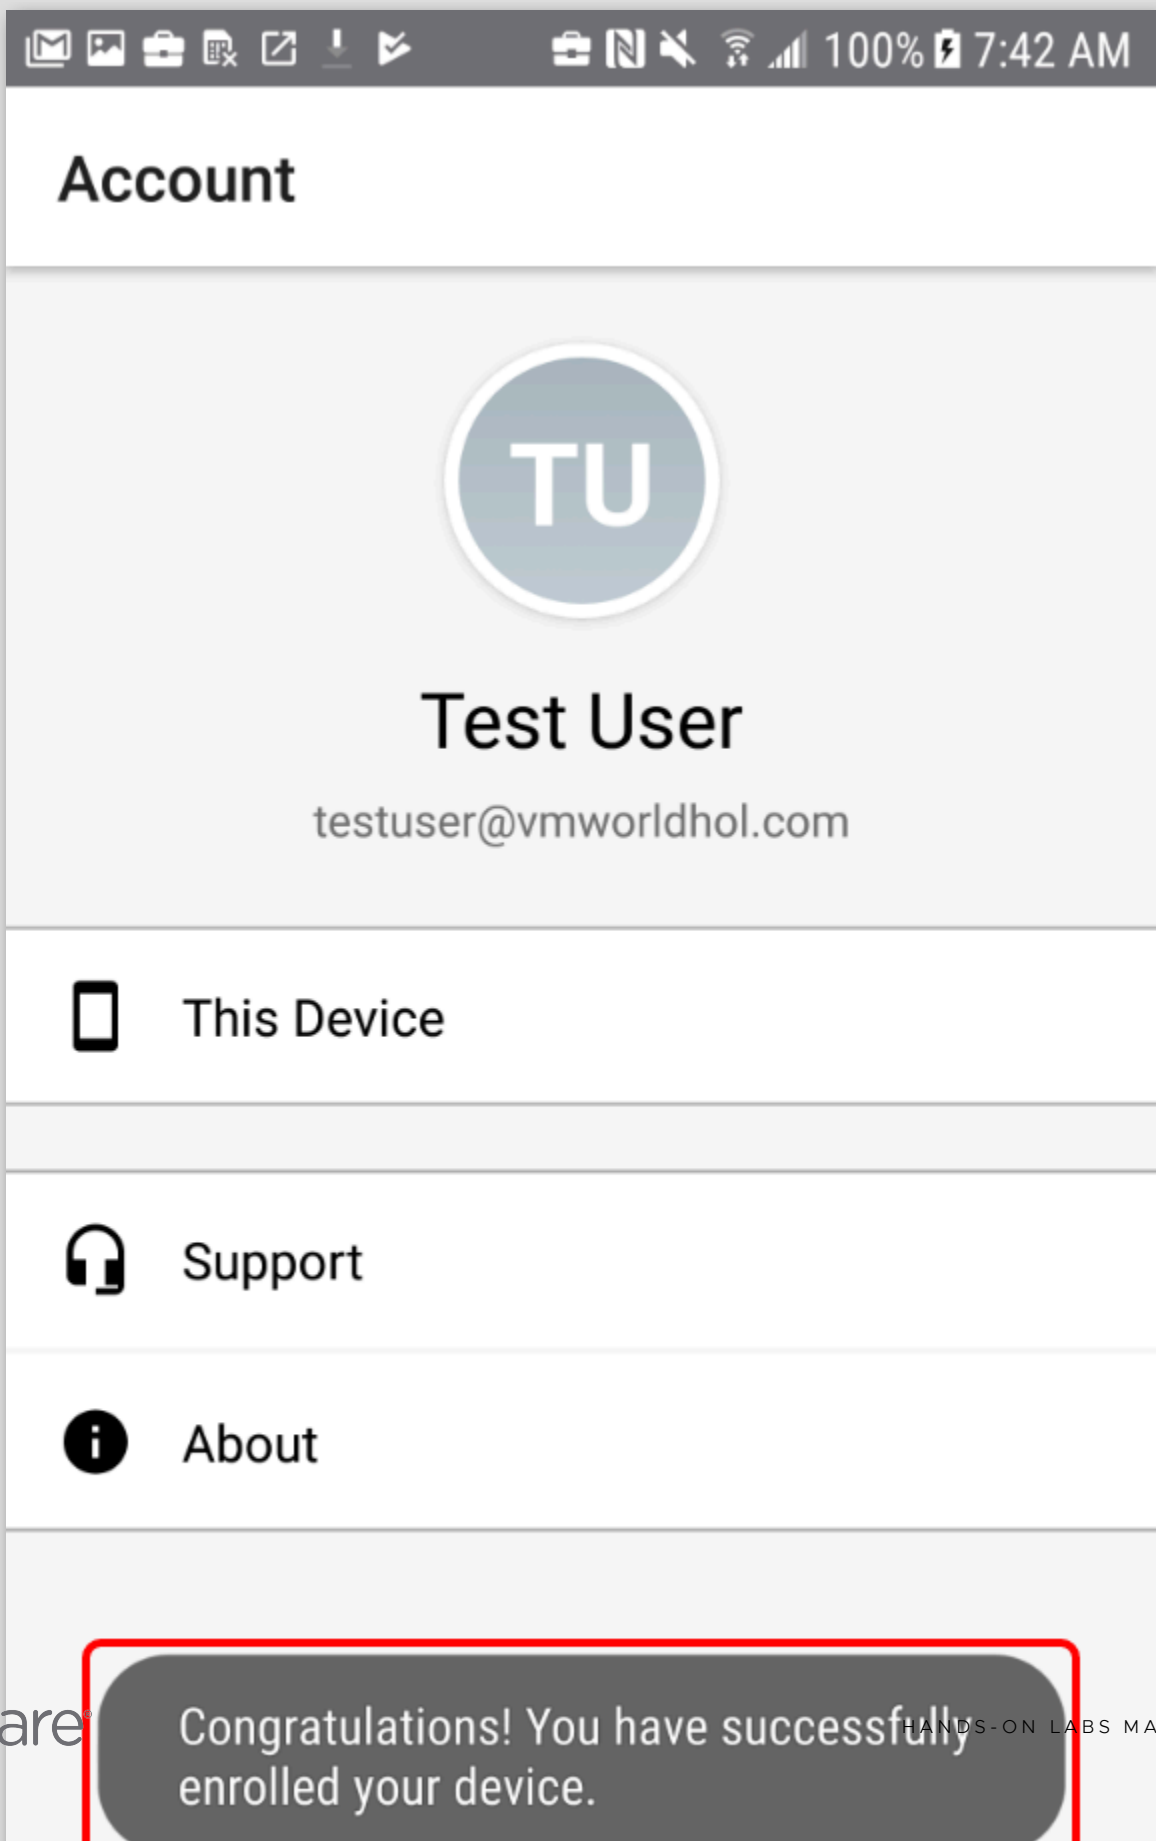 100% 7:42 AM
Account
TU
Test User
testuser@vmworldhol.com
This Device
Support
About
Congratulations! You have successfully
enrolled your device.
are®
HANDS-ON LABS MA